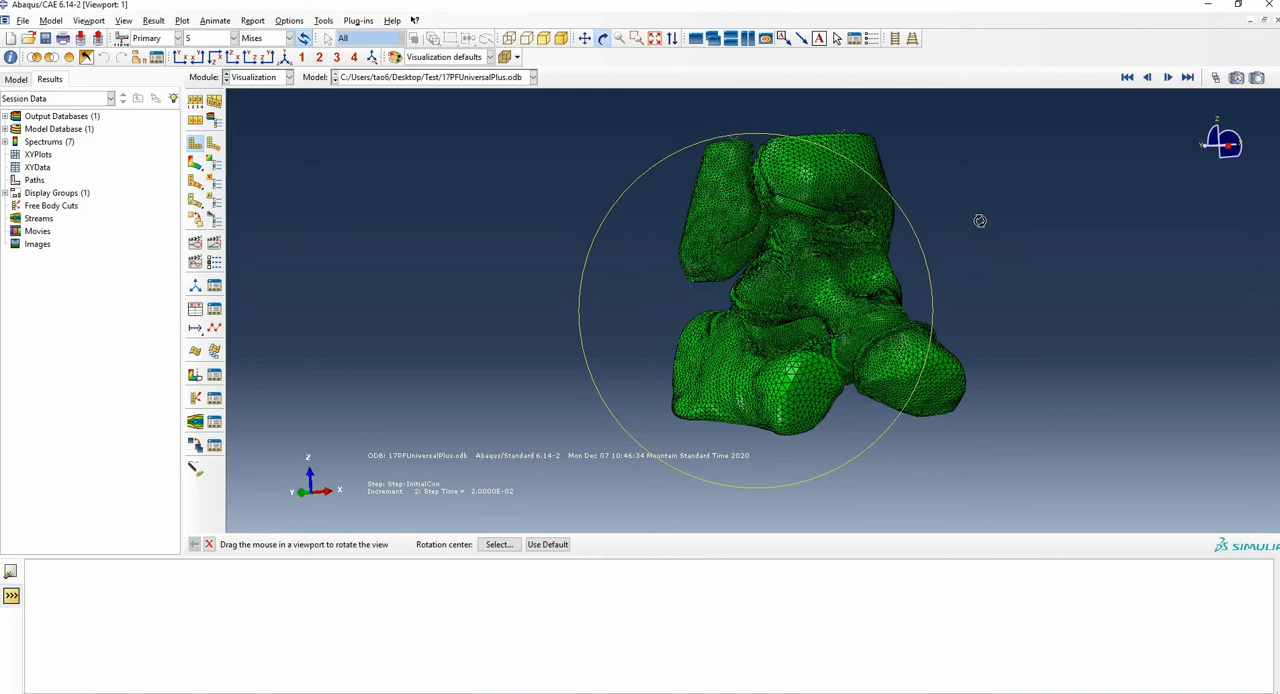 Abaqus/CAE 6.14-2 [Viewport: 1]
File Model Viewport View Result Plot Animate Report Options Tools Plug-ins Help
Primary S Mises All
1 2 3 4 Visualization defaults
Model Results Module: Visualization Model: C:/Users/tao6/Desktop/Test/17PFUniversalPlus.odb
Session Data
Output Databases (1)
Model Database (1)
Spectrums (7)
XYPlots
XYData
Paths
Display Groups (1)
Free Body Cuts
Streams
Movies
Images
Z
Y
ODB: 17PFUniversalPlus.odb Abaqus/Standard 6.14-2 Mon Dec 07 10:46:34 Mountain Standard Time 2020
Z
Y X
Step: Step-InitialCon
Increment 2: Step Time = 2.0000E-02
Drag the mouse in a viewport to rotate the view Rotation center: Select... Use Default
SIMULIA
>>>